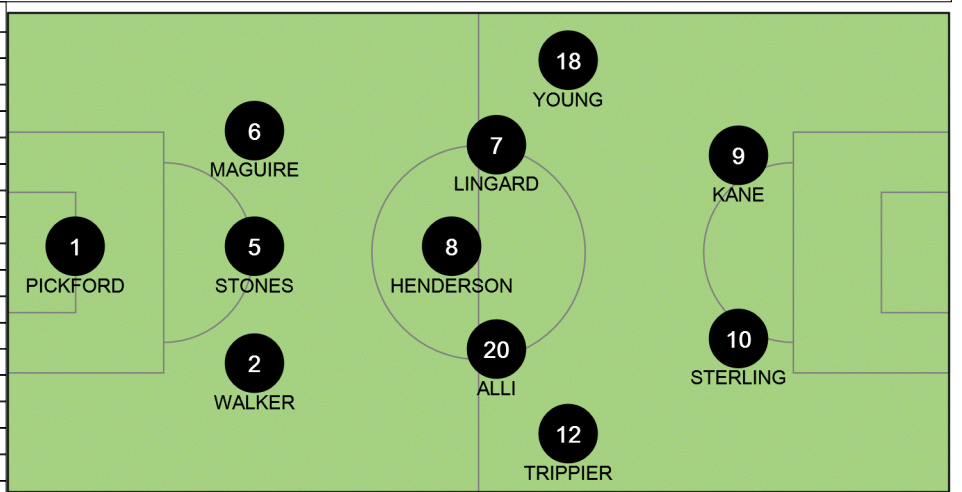 18
YOUNG
6
MAGUIRE
7
LINGARD
9
KANE
1
PICKFORD
5
STONES
8
HENDERSON
2
WALKER
20
ALLI
10
STERLING
12
TRIPPIER